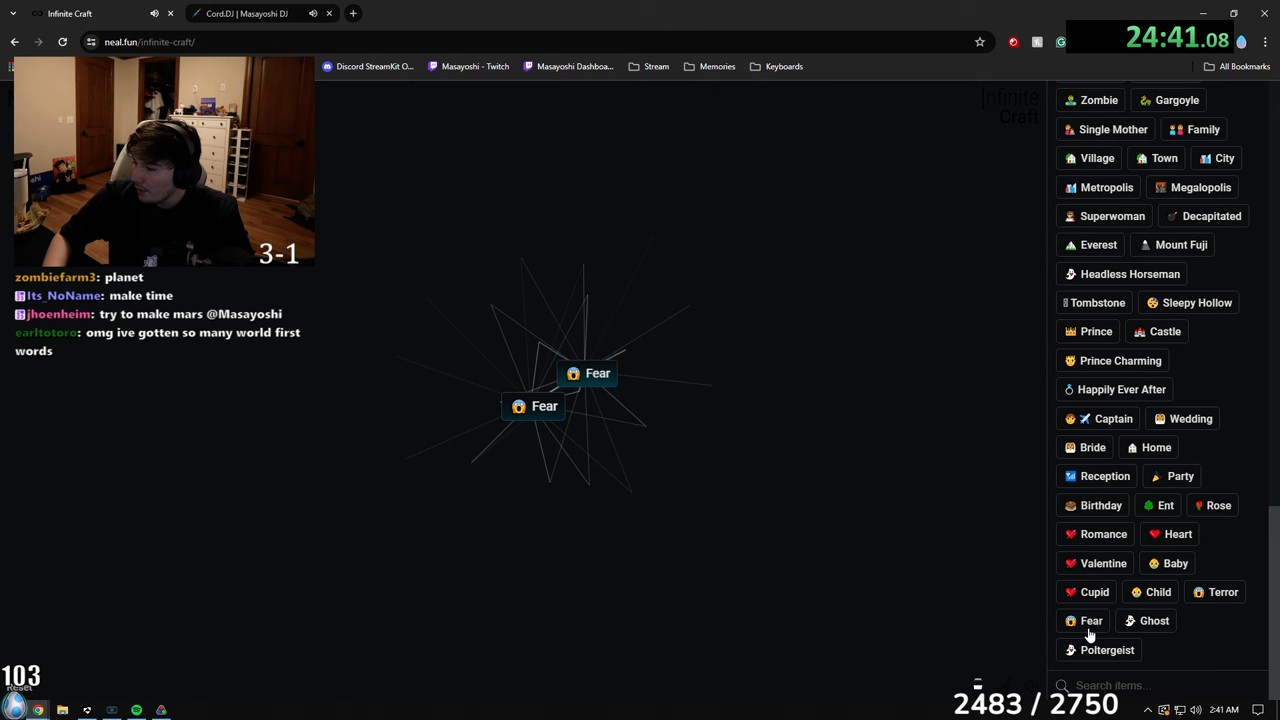 Infinite Craft
Cord.DJ | Masayoshi DJ
24:41.08
neal.fun/infinite-craft/
Discord StreamKit O...
Masayoshi - Twitch
Masayoshi Dashboa...
Stream
Memories
Keyboards
All Bookmarks
Infinite
Craft
3-1
zombiefarm3: planet
Its_NoName: make time
jhoenheim: try to make mars @Masayoshi
earltotoro: omg ive gotten so many world first
words
Fear
Fear
Zombie Gargoyle
Single Mother Family
Village Town City
Metropolis Megalopolis
Superwoman Decapitated
Everest Mount Fuji
Headless Horseman
Tombstone Sleepy Hollow
Prince Castle
Prince Charming
Happily Ever After
Captain Wedding
Bride Home
Reception Party
Birthday Ent Rose
Romance Heart
Valentine Baby
Cupid Child Terror
Fear Ghost
Poltergeist
Search items...
103
Reset
2483 / 2750
2:41 AM